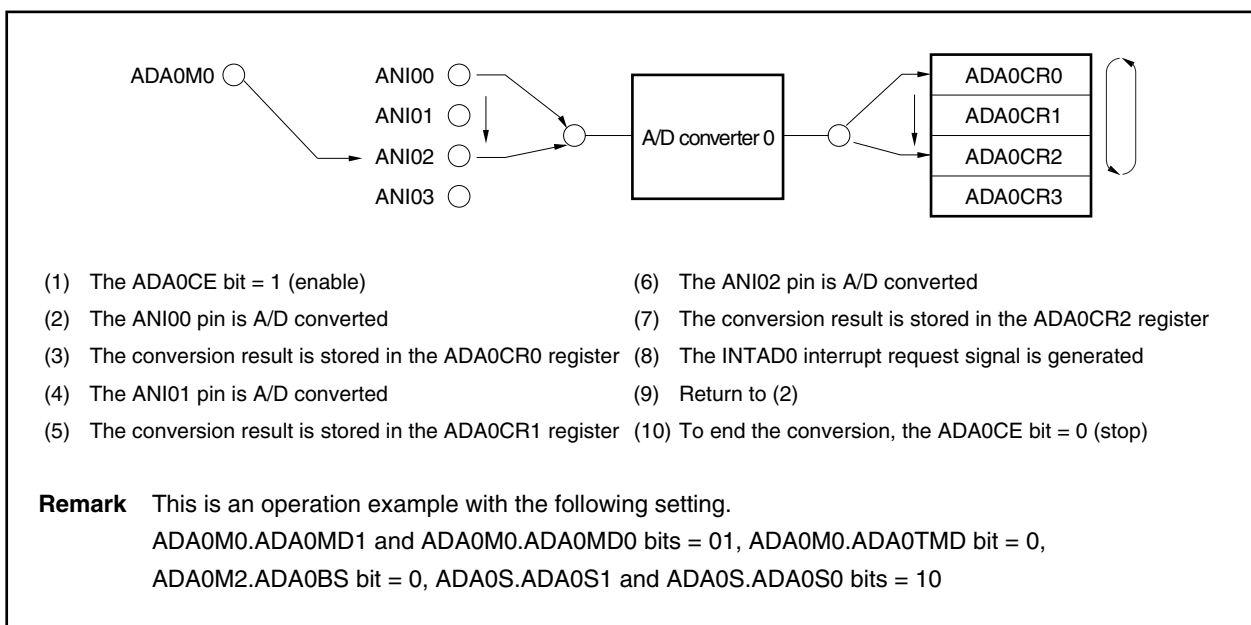 ADA0M0
ANI00
ANI01
ANI02
ANI03
A/D converter 0
ADA0CR0
ADA0CR1
ADA0CR2
ADA0CR3
(1) The ADA0CE bit = 1 (enable)
(2) The ANI00 pin is A/D converted
(3) The conversion result is stored in the ADA0CR0 register
(4) The ANI01 pin is A/D converted
(5) The conversion result is stored in the ADA0CR1 register
(6) The ANI02 pin is A/D converted
(7) The conversion result is stored in the ADA0CR2 register
(8) The INTAD0 interrupt request signal is generated
(9) Return to (2)
(10) To end the conversion, the ADA0CE bit = 0 (stop)
Remark This is an operation example with the following setting.
ADA0M0.ADA0MD1 and ADA0M0.ADA0MD0 bits = 01, ADA0M0.ADA0TMD bit = 0,
ADA0M2.ADA0BS bit = 0, ADA0S.ADA0S1 and ADA0S.ADA0S0 bits = 10